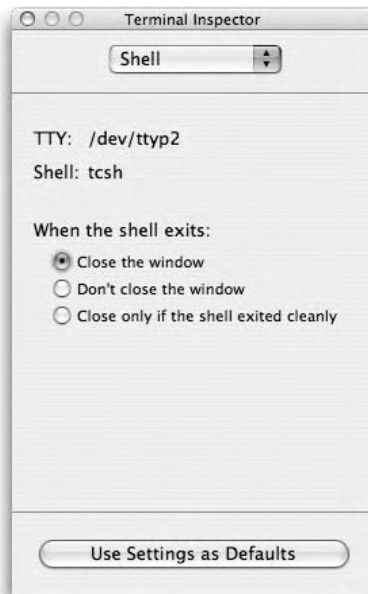 Terminal Inspector
Shell
TTY: /dev/ttyp2
Shell: tcsh
When the shell exits:
Close the window
Don't close the window
Close only if the shell exited cleanly
Use Settings as Defaults